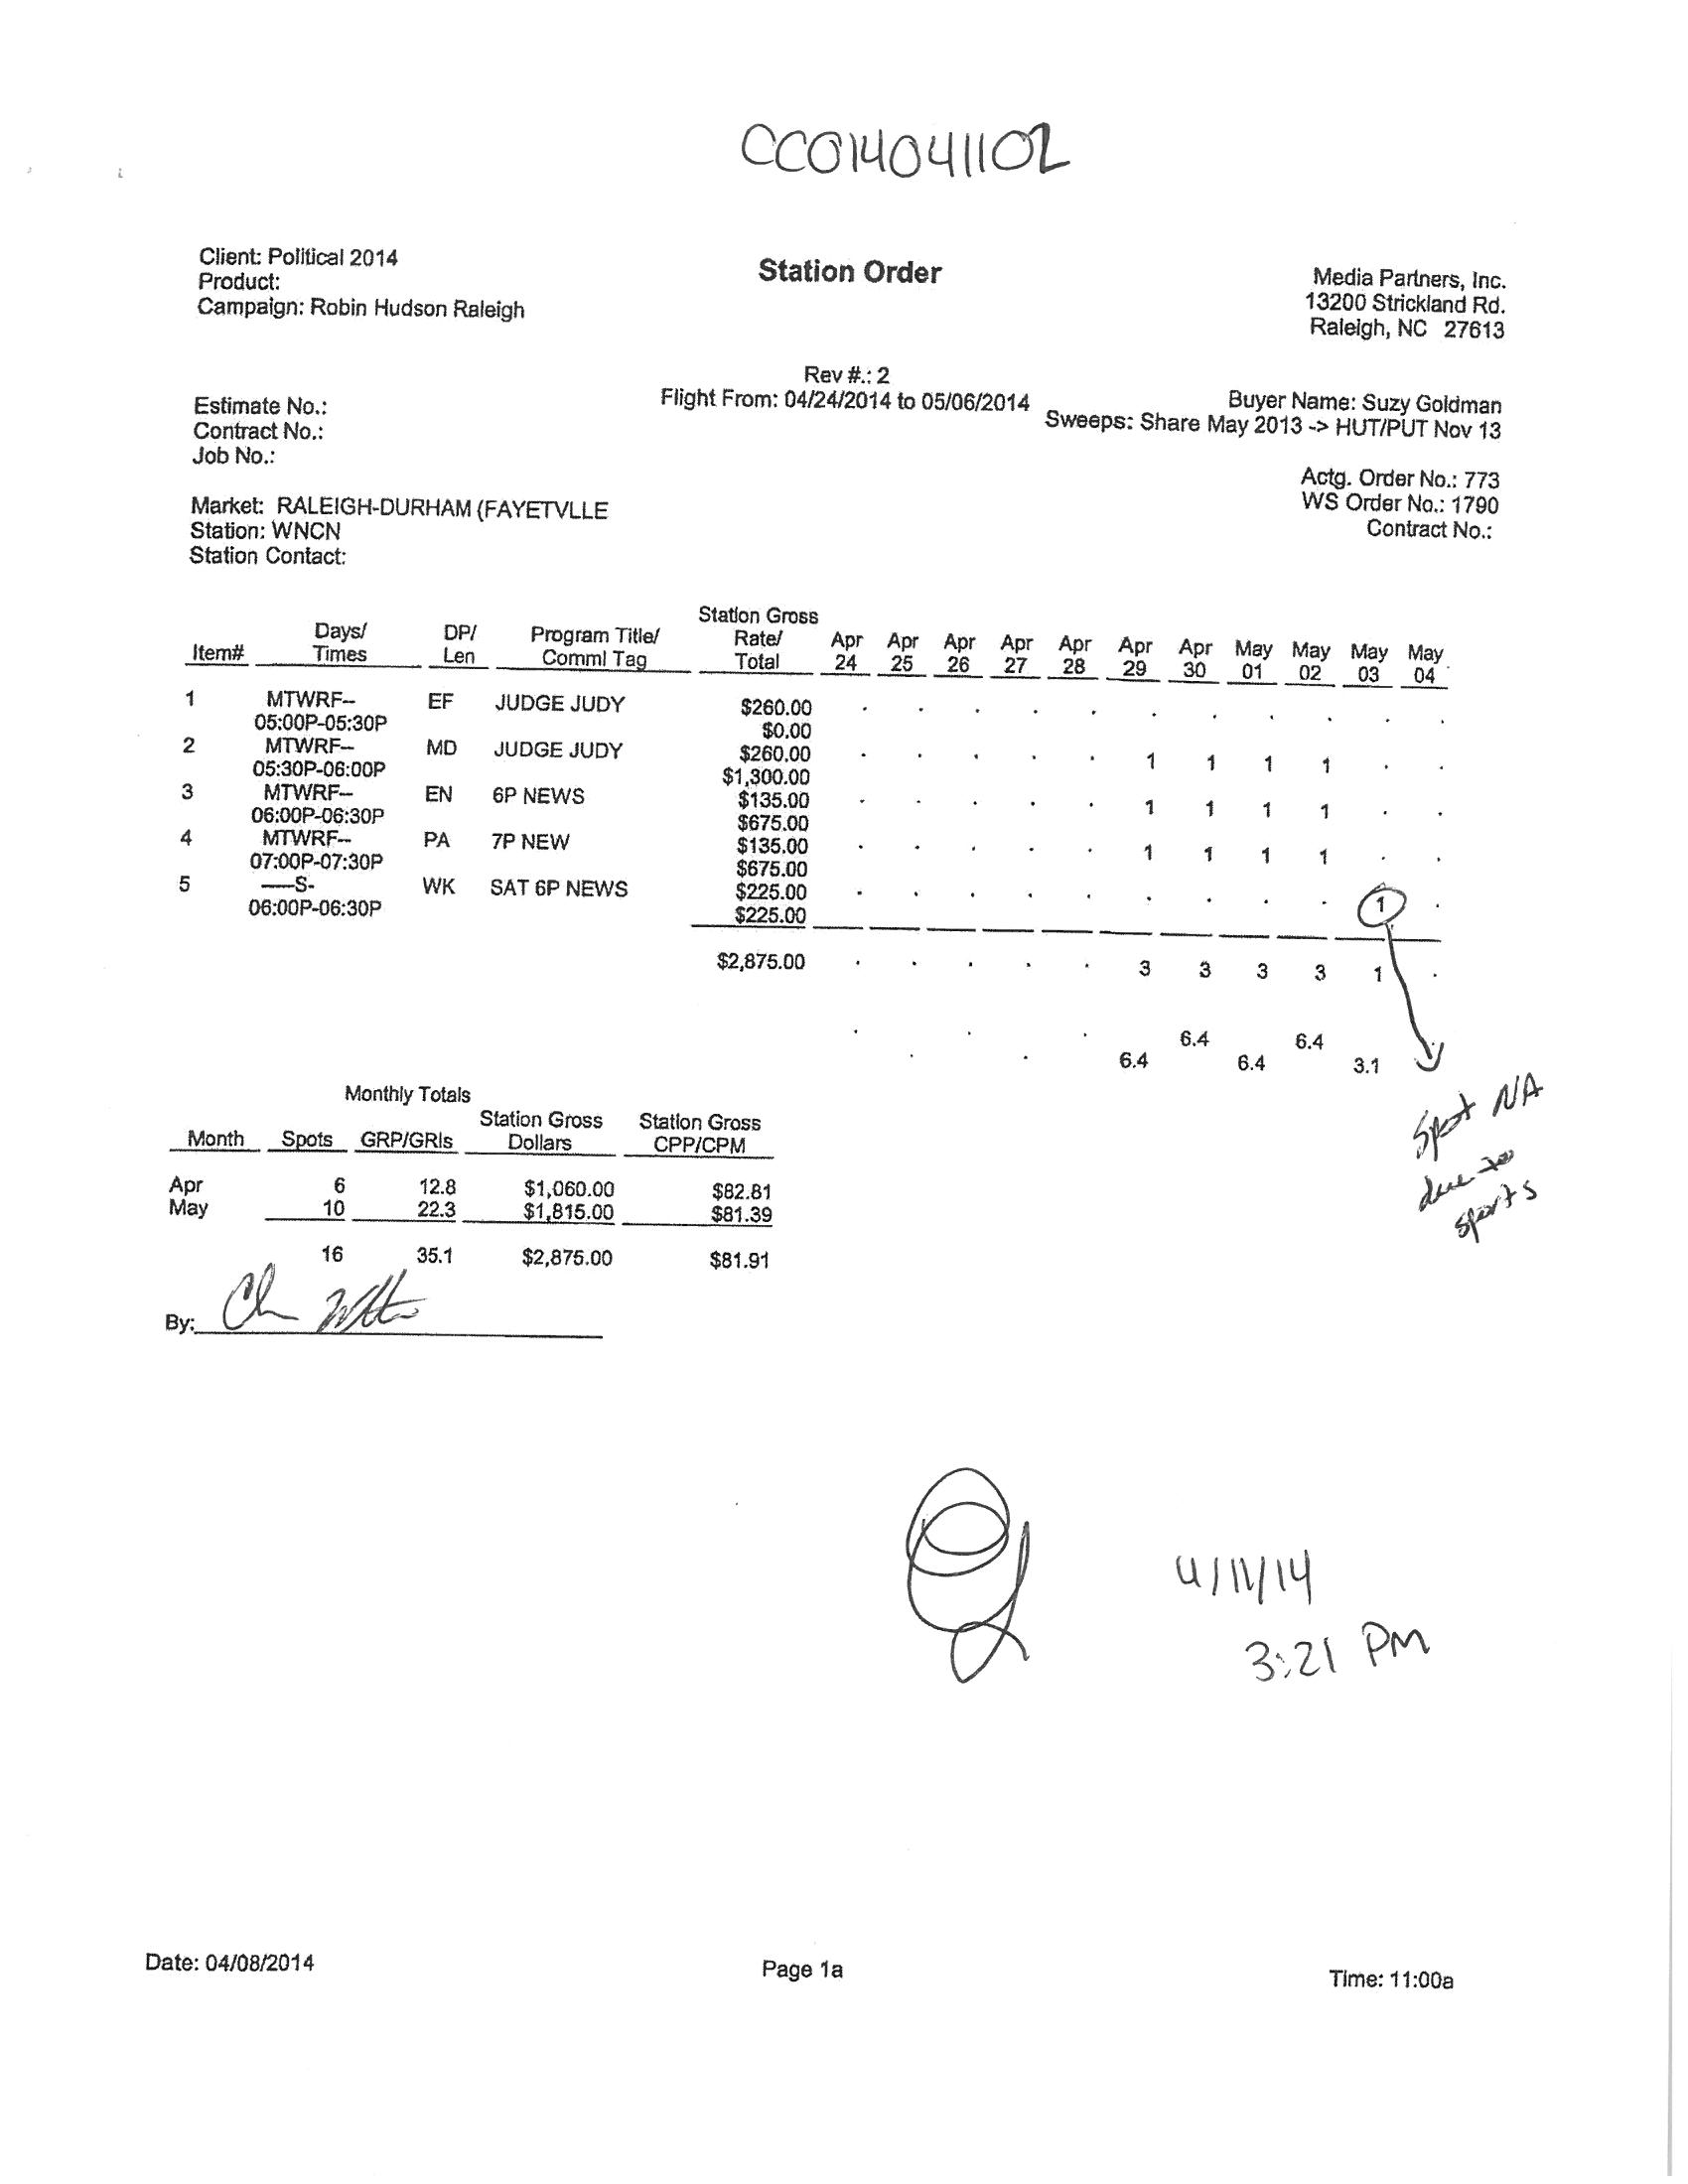 CCO14041102
Client: Political 2014
Product:
Campaign: Robin Hudson Raleigh
Station Order
Media Partners, Inc.
13200 Strickland Rd.
Raleigh, NC 27613
Rev #.: 2
Flight From: 04/24/2014 to 05/06/2014
Estimate No.:
Contract No.:
Job No.:
Buyer Name: Suzy Goldman
Sweeps: Share May 2013 -> HUT/PUT Nov 13
Actg. Order No.: 773
WS Order No.: 1790
Contract No.:
Market: RALEIGH-DURHAM (FAYETVLLE
Station: WNCN
Station Contact:
Item# Days/ Times DP/ Len Program Title/ Comml Tag Station Gross Rate/ Total Apr 24 Apr 25 Apr 26 Apr 27 Apr 28 Apr 29 Apr 30 May 01 May 02 May 03 May 04
1 MTWRF-- EF JUDGE JUDY $260.00 . . . . . . . . . . .
05:00P-05:30P $0.00
2 MTWRF-- MD JUDGE JUDY $260.00 . . . . . 1 1 1 1 . .
05:30P-06:00P $1,300.00
3 MTWRF-- EN 6P NEWS $135.00 . . . . . 1 1 1 1 . .
06:00P-06:30P $675.00
4 MTWRF-- PA 7P NEW $135.00 . . . . . 1 1 1 1 . .
07:00P-07:30P $675.00
5 -----S- WK SAT 6P NEWS $225.00 . . . . . . . . . 1 .
06:00P-06:30P $225.00
$2,875.00 . . . . . 3 3 3 3 1 .
. . . 6.4 6.4
. . 6.4 6.4 3.1
Spot NA
due to
sports
Monthly Totals
Month Spots GRP/GRIs Station Gross Dollars Station Gross CPP/CPM
Apr 6 12.8 $1,060.00 $82.81
May 10 22.3 $1,815.00 $81.39
16 35.1 $2,875.00 $81.91
By:
4/11/14
3:21 PM
Date: 04/08/2014
Page 1a
Time: 11:00a